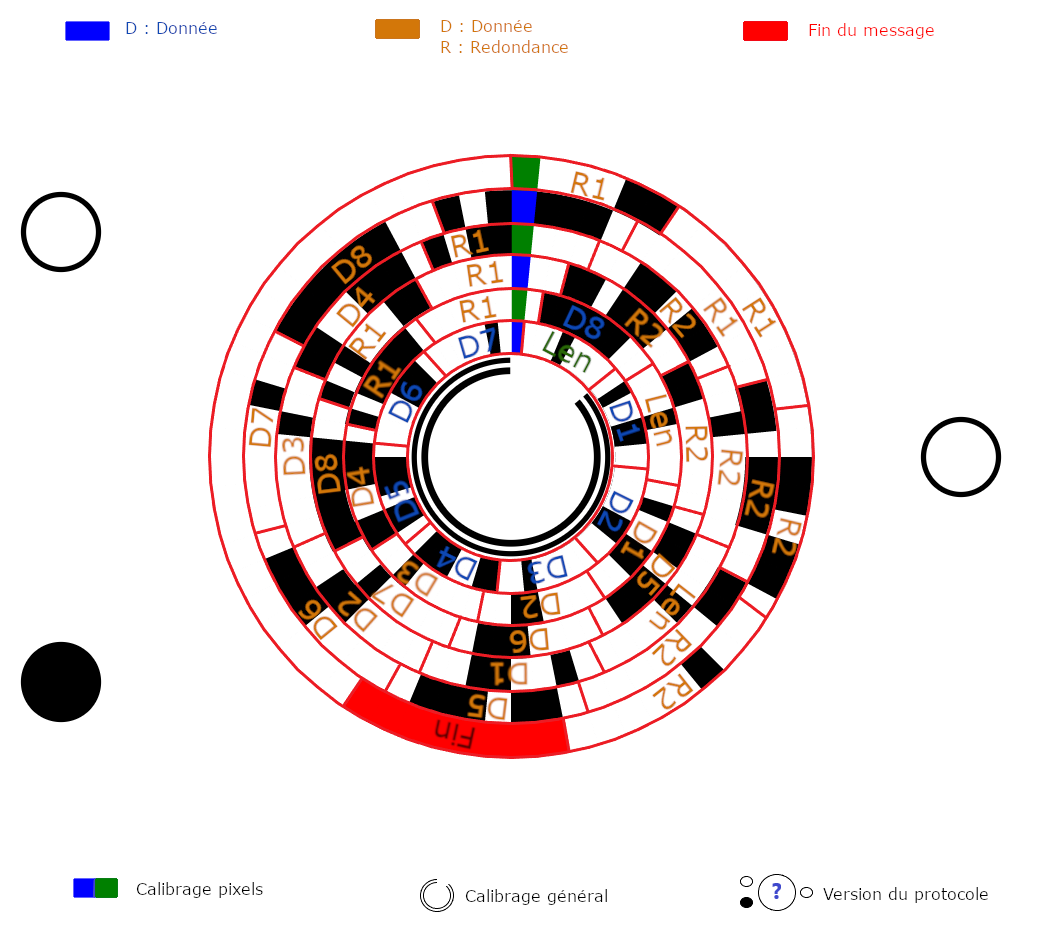 D : Donnée
D : Donnée
R : Redondance
Fin du message
R1
R1
R2
R2
Fin
R1
R2
R2
D5
D6
D7
D8
R2
R2
Len
D1
D2
D3
D4
R1
R2
R2
D5
D6
D7
D8
R1
R1
D8
Len
D1
D2
D3
D4
R1
R1
Len
D1
D2
D3
D4
D5
D6
D7
Calibrage pixels
Calibrage général
?
Version du protocole